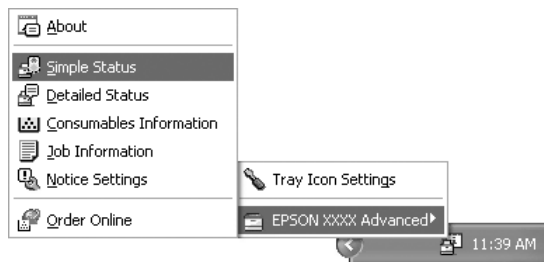 About
Simple Status
Detailed Status
Consumables Information
Job Information
Notice Settings
Order Online
Tray Icon Settings
EPSON XXXX Advanced
11:39 AM